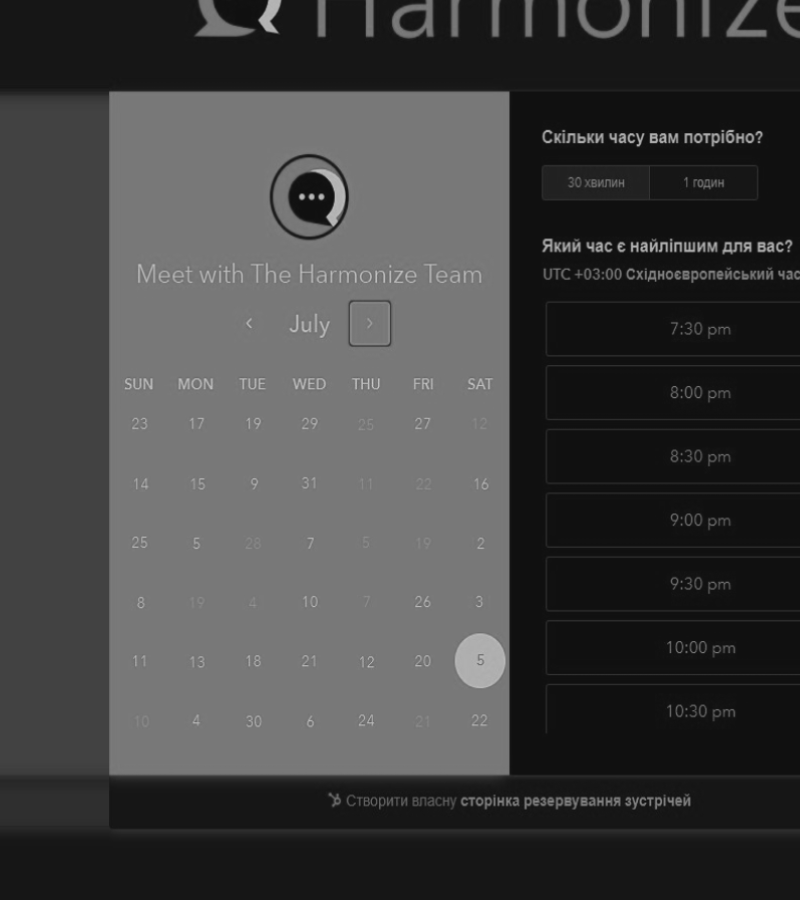 Harmonize
Meet with The Harmonize Team
‹ July ›
SUN MON TUE WED THU FRI SAT
23 17 19 29 25 27 12
14 15 9 31 11 22 16
25 5 28 7 5 19 2
8 19 4 10 7 26 3
11 13 18 21 12 20 5
10 4 30 6 24 21 22
Скільки часу вам потрібно?
30 хвилин 1 годин
Який час є найліпшим для вас?
UTC +03:00 Східноєвропейський час
7:30 pm
8:00 pm
8:30 pm
9:00 pm
9:30 pm
10:00 pm
10:30 pm
Створити власну сторінка резервування зустрічей